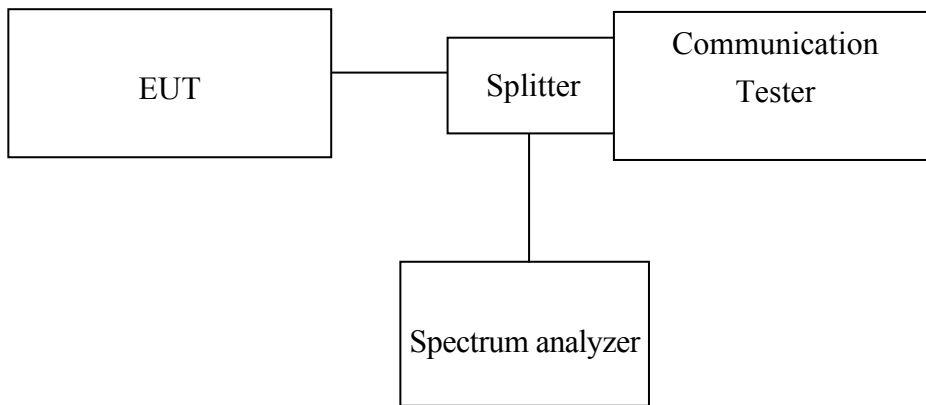 EUT
Splitter
Communication
Tester
Spectrum analyzer